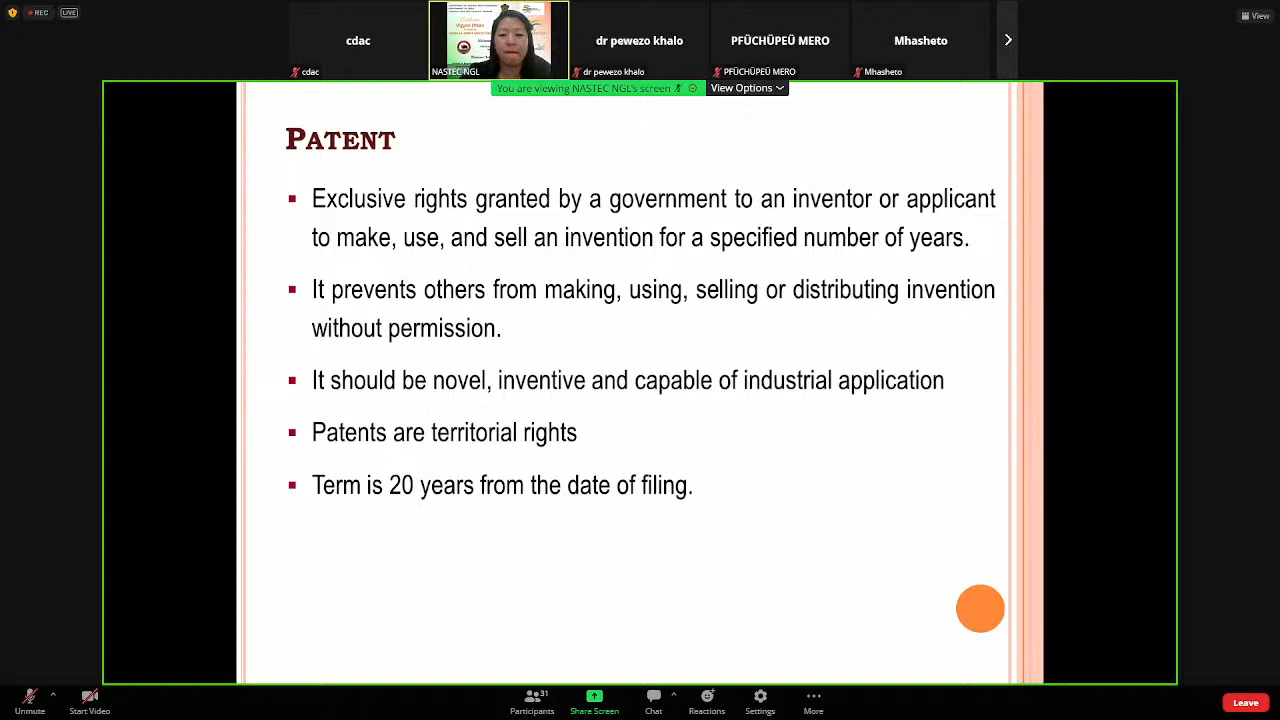 REC
LIVE
View
cdac
dr pewezo khalo
PFÜCHÜPEÜ MERO
Mhasheto
cdac
NASTEC NGL
dr pewezo khalo
PFÜCHÜPEÜ MERO
Mhasheto
You are viewing NASTEC NGL's screen
View Options
PATENT
▪ Exclusive rights granted by a government to an inventor or applicant
to make, use, and sell an invention for a specified number of years.
▪ It prevents others from making, using, selling or distributing invention
without permission.
▪ It should be novel, inventive and capable of industrial application
▪ Patents are territorial rights
▪ Term is 20 years from the date of filing.
Unmute
Start Video
31
Participants
Share Screen
Chat
Reactions
Settings
More
Leave